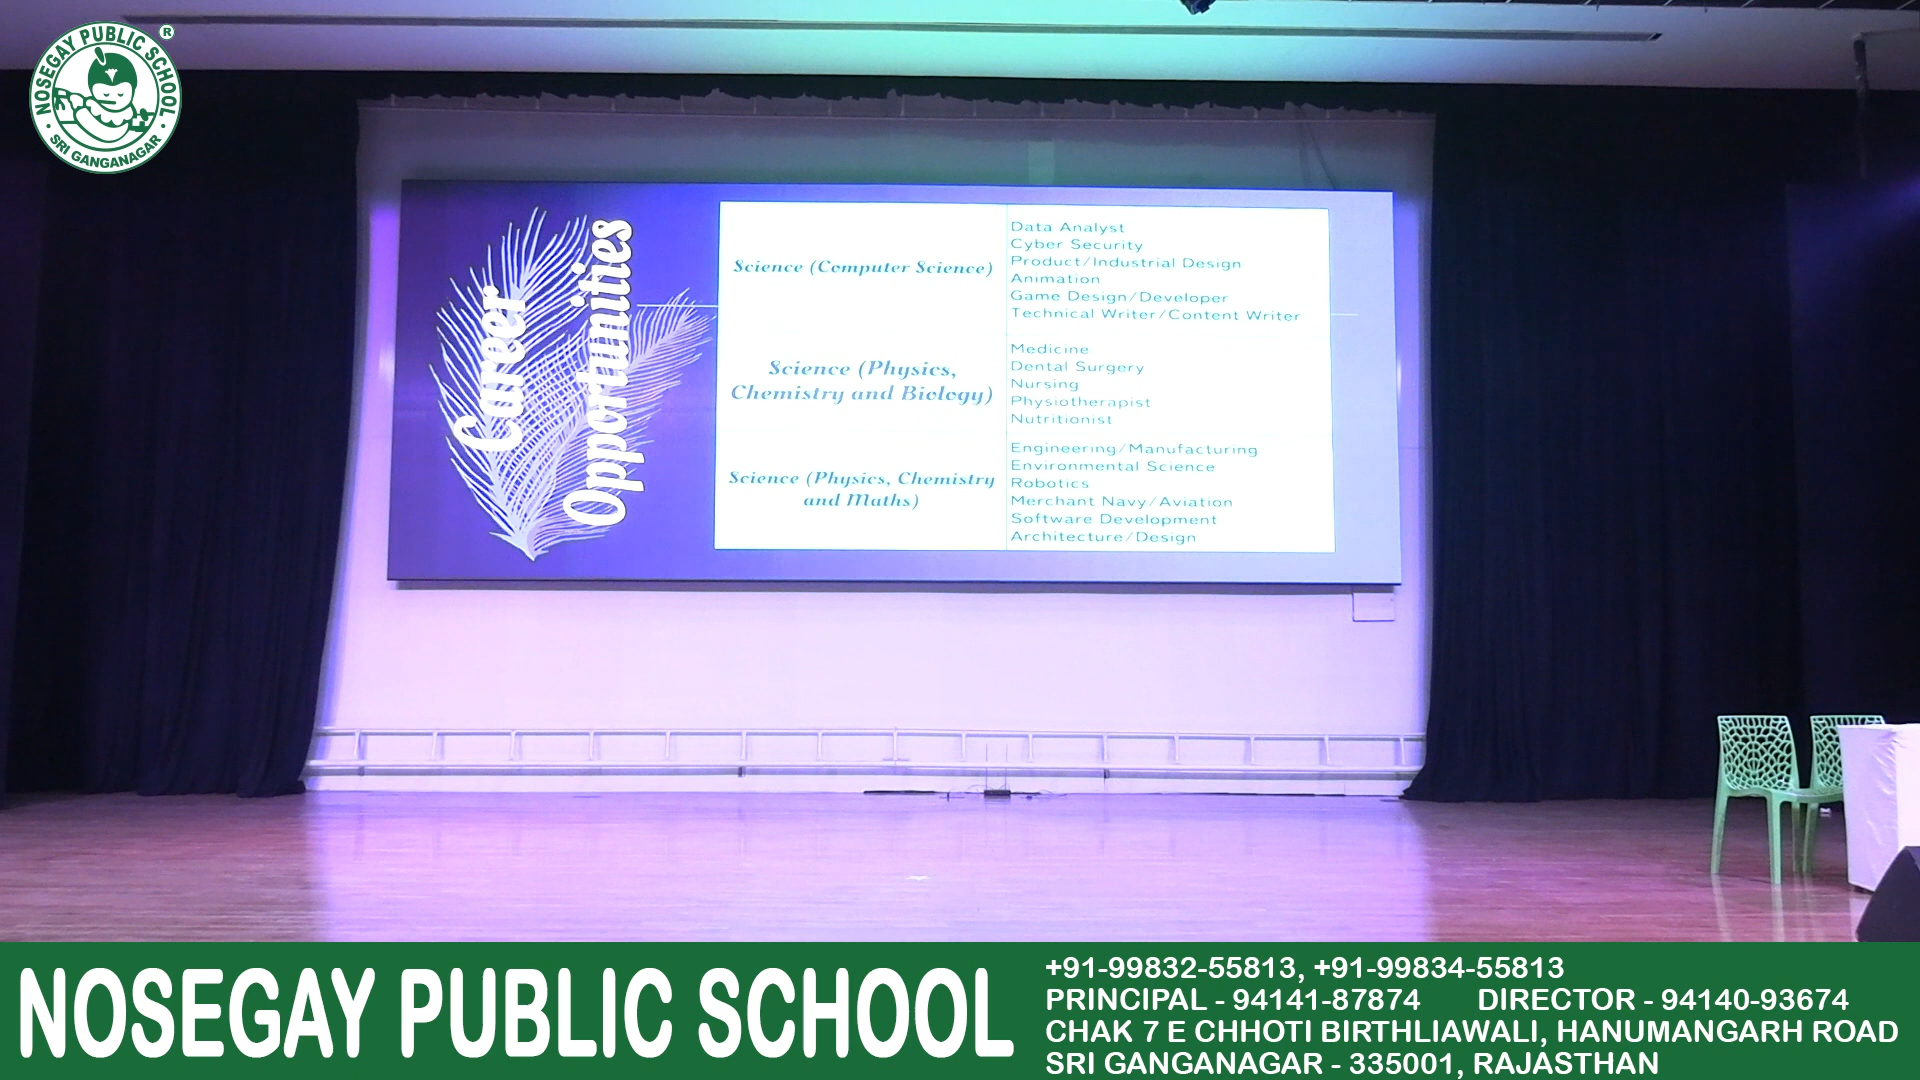 NOSEGAY PUBLIC SCHOOL
®
• SRI GANGANAGAR •
Career
Opportunities
Science (Computer Science)
Data Analyst
Cyber Security
Product/Industrial Design
Animation
Game Design/Developer
Technical Writer/Content Writer
Science (Physics,
Chemistry and Biology)
Medicine
Dental Surgery
Nursing
Physiotherapist
Nutritionist
Science (Physics, Chemistry
and Maths)
Engineering/Manufacturing
Environmental Science
Robotics
Merchant Navy/Aviation
Software Development
Architecture/Design
NOSEGAY PUBLIC SCHOOL
+91-99832-55813, +91-99834-55813
PRINCIPAL - 94141-87874 DIRECTOR - 94140-93674
CHAK 7 E CHHOTI BIRTHLIAWALI, HANUMANGARH ROAD
SRI GANGANAGAR - 335001, RAJASTHAN